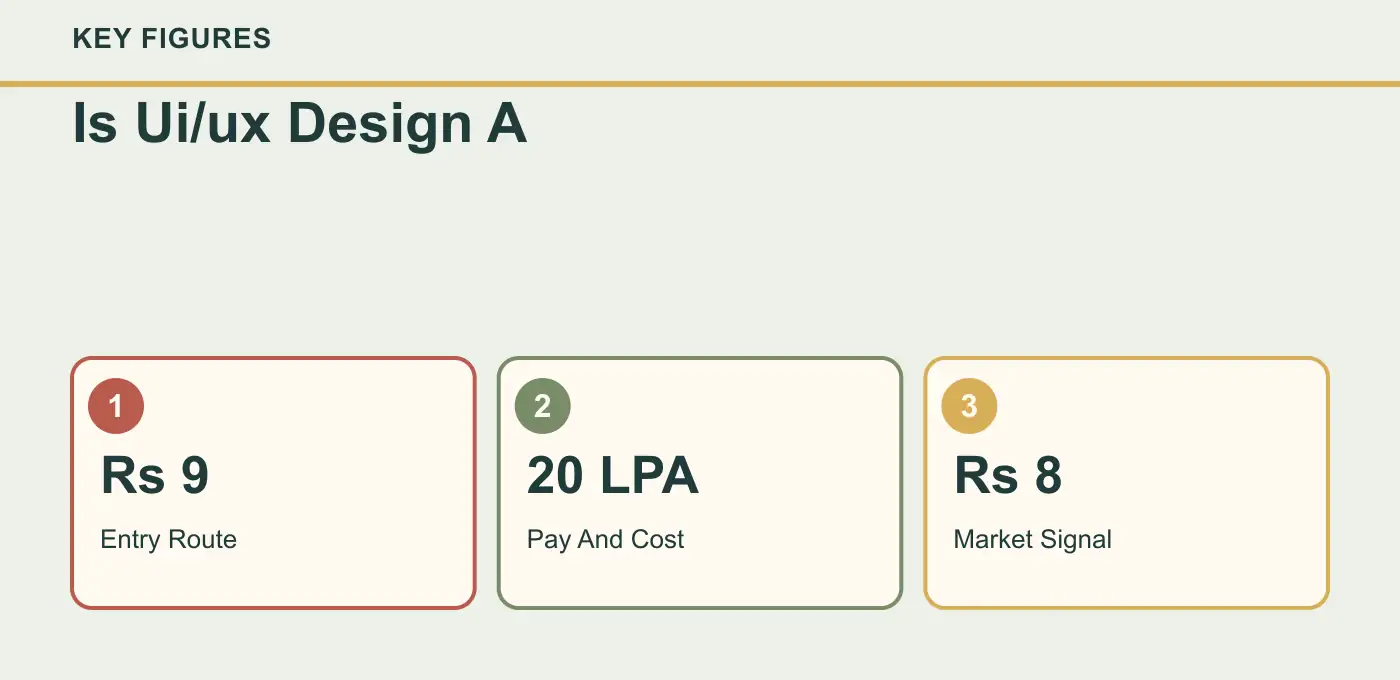 KEY FIGURES
Is Ui/ux Design A
1
Rs 9
Entry Route
2
20 LPA
Pay And Cost
3
Rs 8
Market Signal